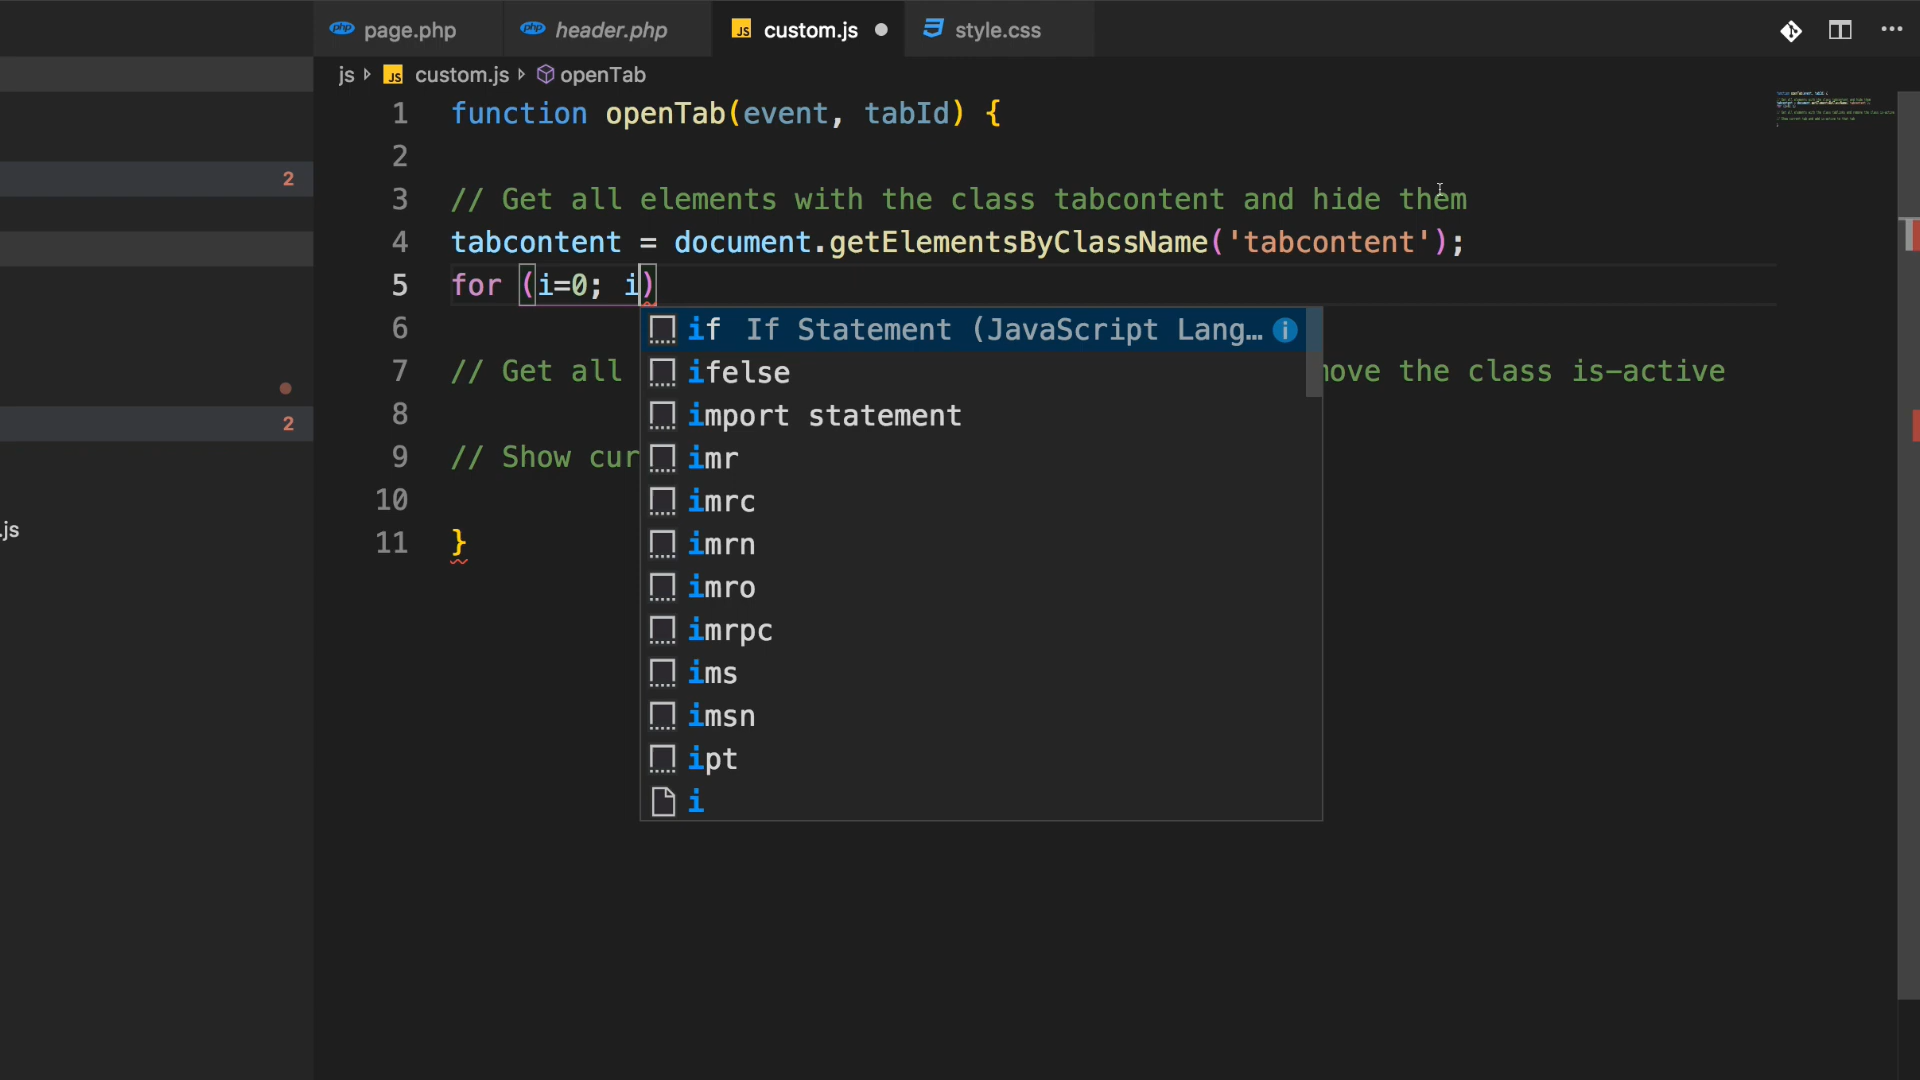 page.php header.php JS custom.js style.css
js JS custom.js openTab
1 function openTab(event, tabId) {
2
3 // Get all elements with the class tabcontent and hide them
4 tabcontent = document.getElementsByClassName('tabcontent');
5 for (i=0; i)
6
7 // Get all move the class is-active
8
9 // Show cur
10
11 }
if If Statement (JavaScript Lang…
ifelse
import statement
imr
imrc
imrn
imro
imrpc
ims
imsn
ipt
i
2
2
.js